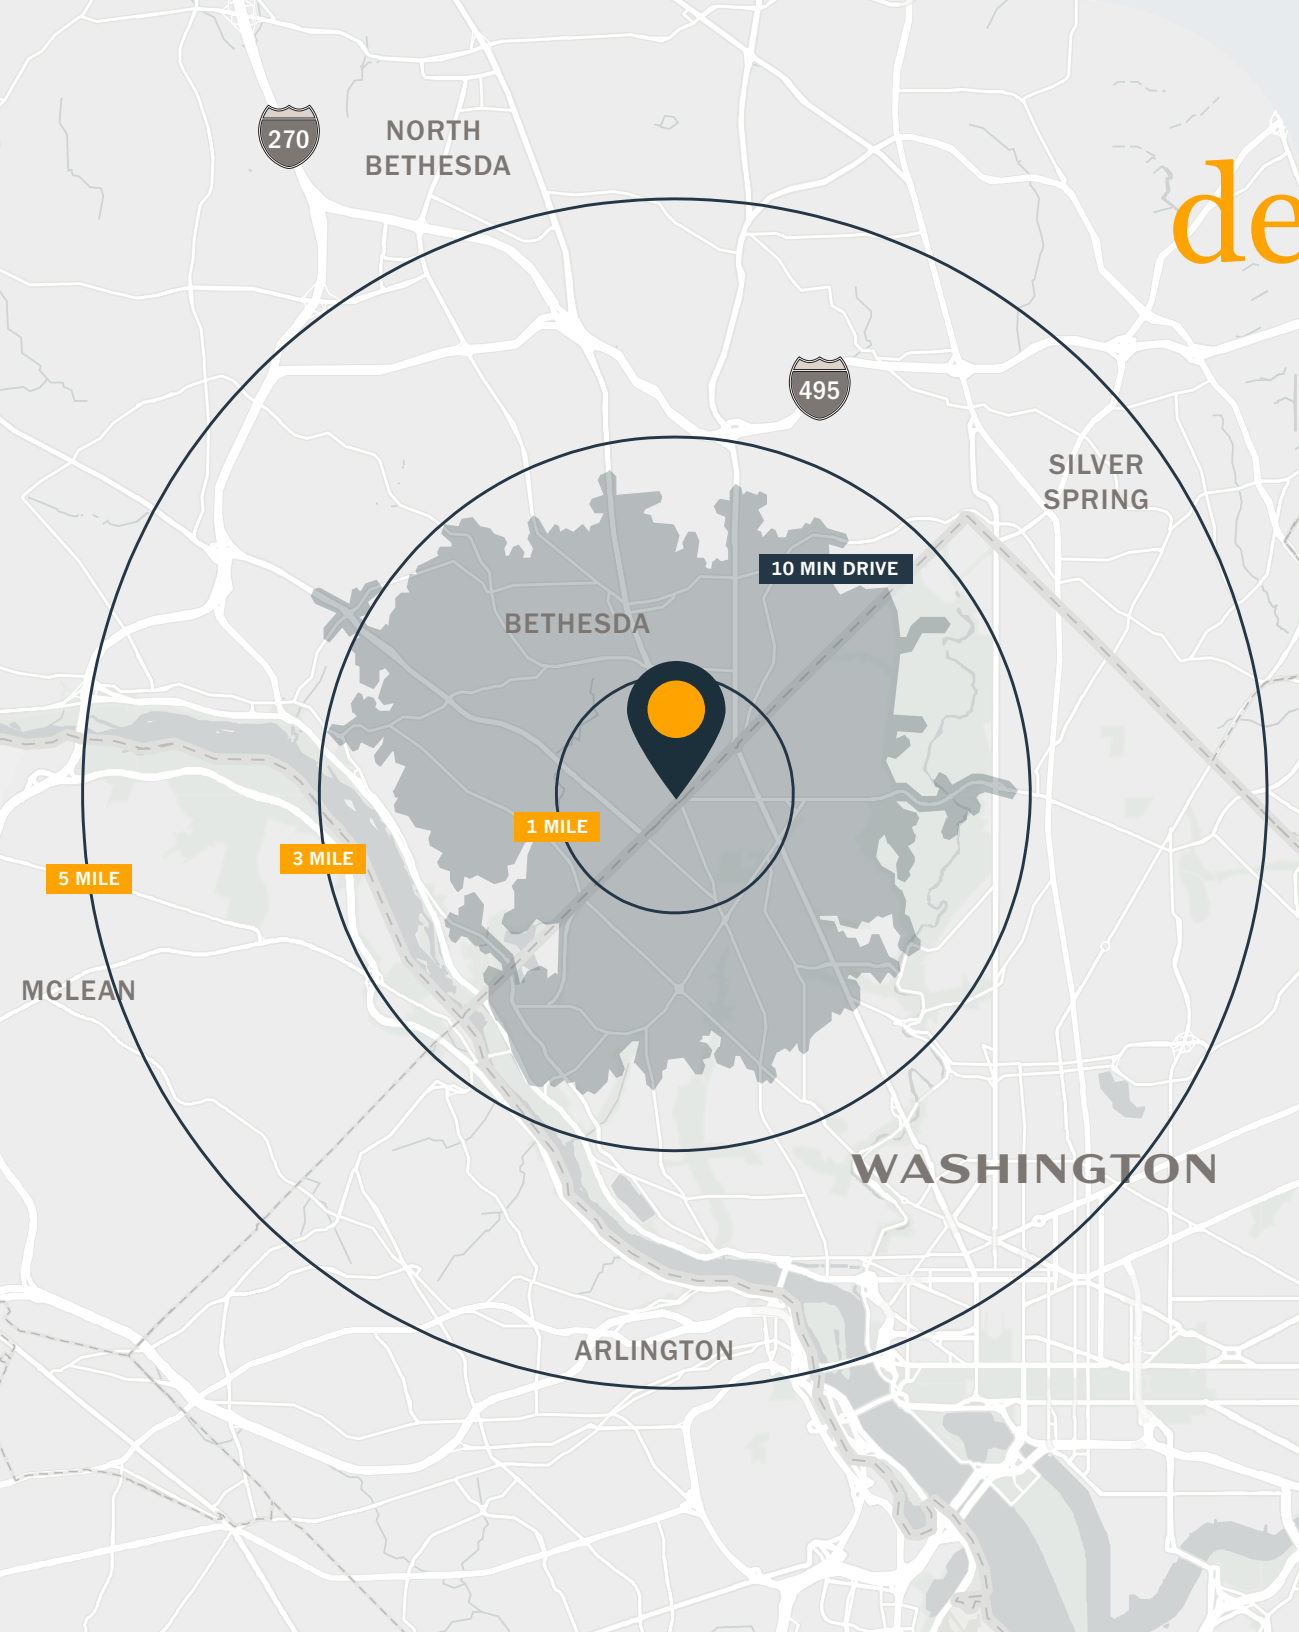 270
NORTH
BETHESDA
de
495
SILVER
SPRING
10 MIN DRIVE
BETHESDA
1 MILE
3 MILE
5 MILE
MCLEAN
WASHINGTON
ARLINGTON